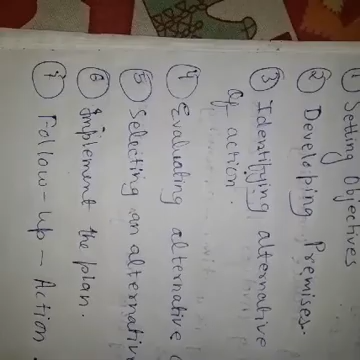 ① Setting Objectives
② Developing Premises.
③ Identifying alternative
of action.
④ Evaluating alternative
⑤ Selecting an alternative
⑥ Implement the plan.
⑦ Follow-up-Action.